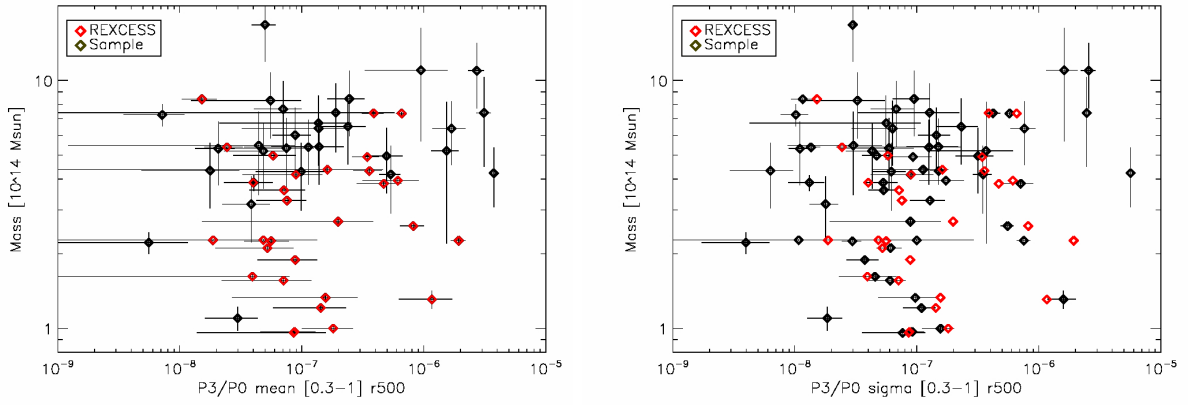 REXCESS
Sample
10
1
Mass [10^14 Msun]
10⁻⁹ 10⁻⁸ 10⁻⁷ 10⁻⁶ 10⁻⁵
P3/P0 mean [0.3−1] r500
REXCESS
Sample
10
1
Mass [10^14 Msun]
10⁻⁹ 10⁻⁸ 10⁻⁷ 10⁻⁶ 10⁻⁵
P3/P0 sigma [0.3−1] r500